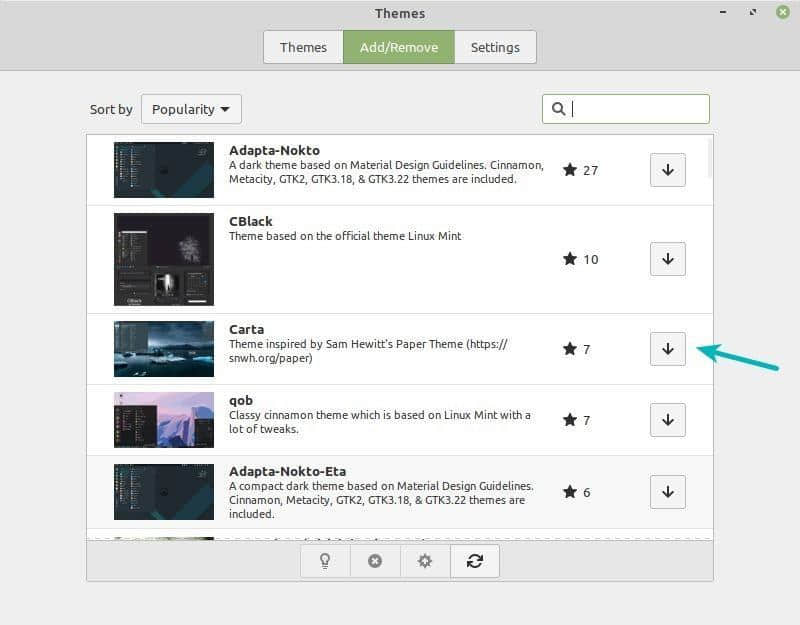 Themes
Themes Add/Remove Settings
Sort by Popularity
Adapta-Nokto
A dark theme based on Material Design Guidelines. Cinnamon,
Metacity, GTK2, GTK3.18, & GTK3.22 themes are included.
27
CBlack
Theme based on the official theme Linux Mint
10
Carta
Theme inspired by Sam Hewitt's Paper Theme (https://
snwh.org/paper)
7
qob
Classy cinnamon theme which is based on Linux Mint with a
lot of tweaks.
7
Adapta-Nokto-Eta
A compact dark theme based on Material Design Guidelines.
Cinnamon, Metacity, GTK2, GTK3.18, & GTK3.22 themes are
included.
6